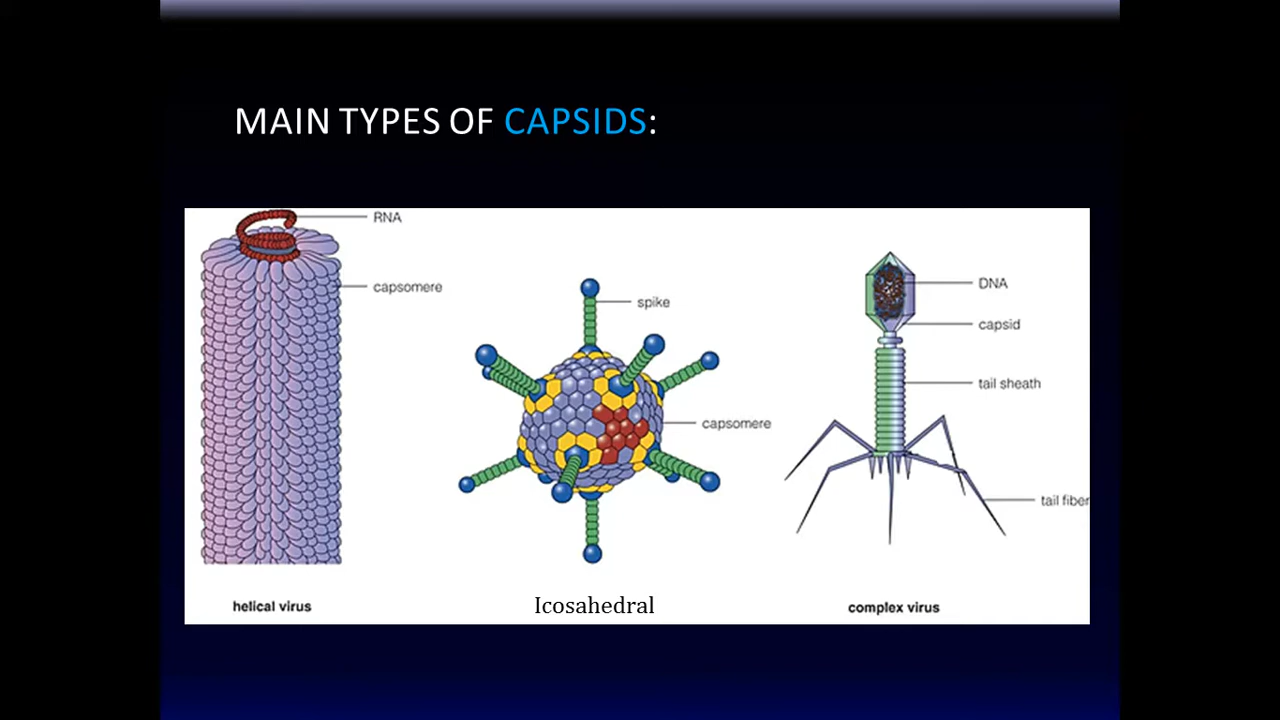 MAIN TYPES OF CAPSIDS:
RNA
capsomere
helical virus
spike
capsomere
Icosahedral
DNA
capsid
tail sheath
tail fiber
complex virus